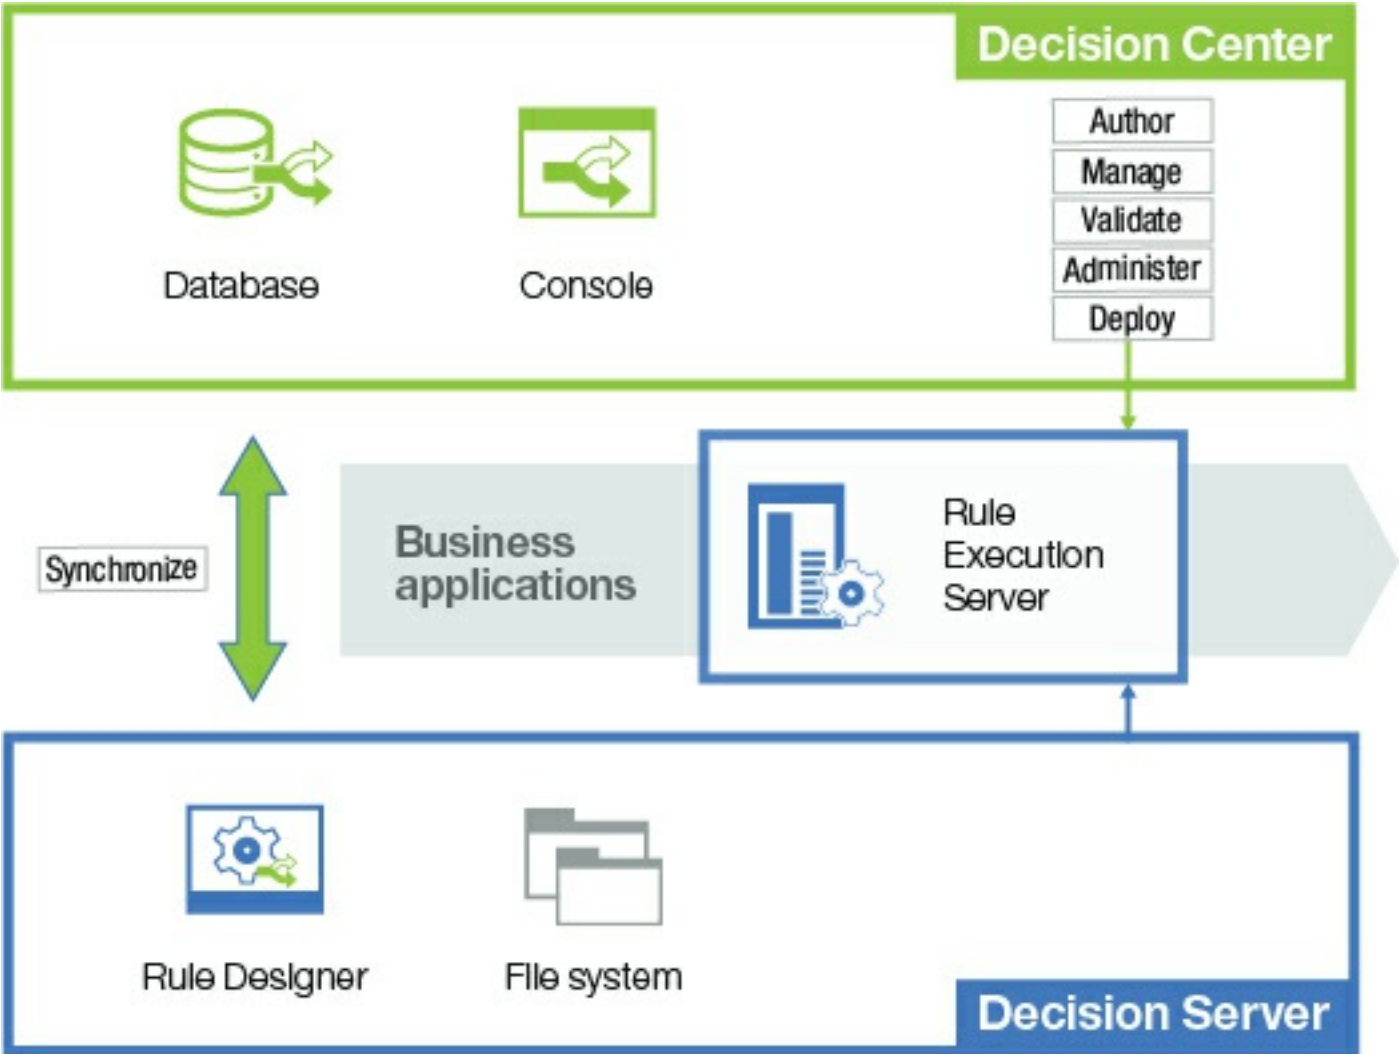 Decision Center
Author
Manage
Validate
Administer
Deploy
Database
Console
Synchronize
Business
applications
Rule
Execution
Server
Rule Designer
File system
Decision Server